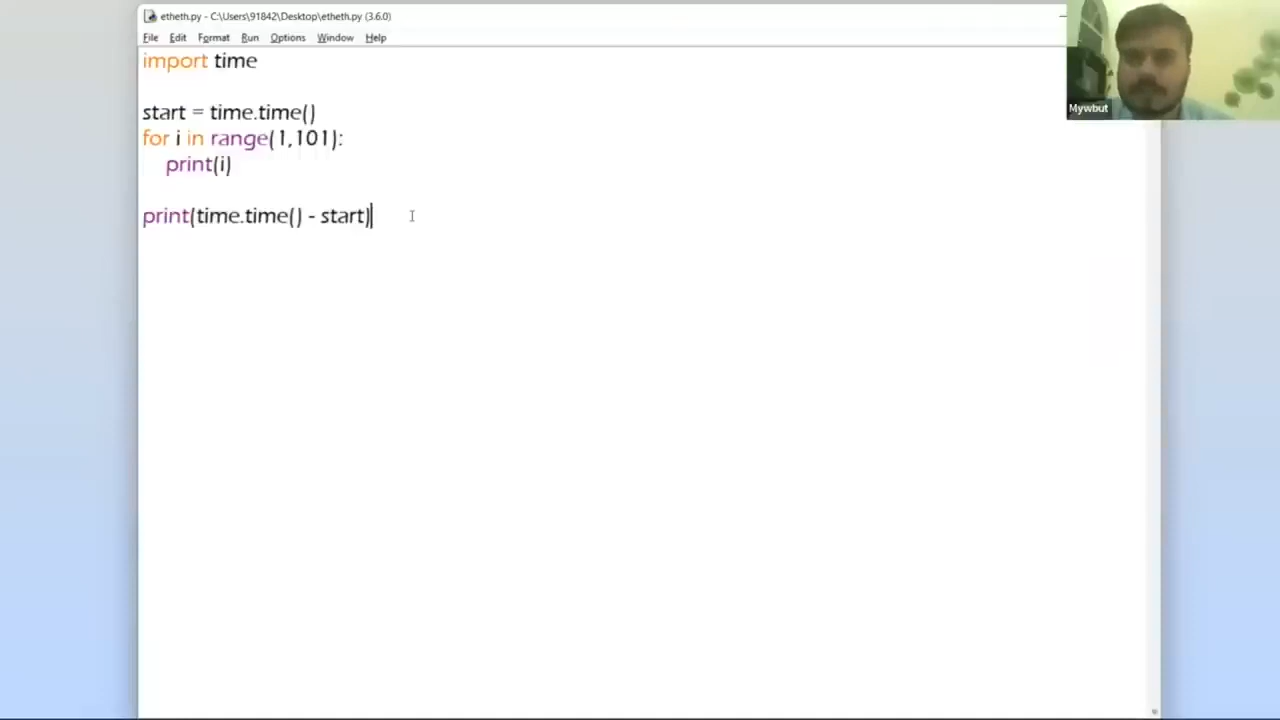 etheth.py - C:\Users\91842\Desktop\etheth.py (3.6.0)
File Edit Format Run Options Window Help
import time
start = time.time()
for i in range(1,101):
print(i)
print(time.time() - start)
Mywbut